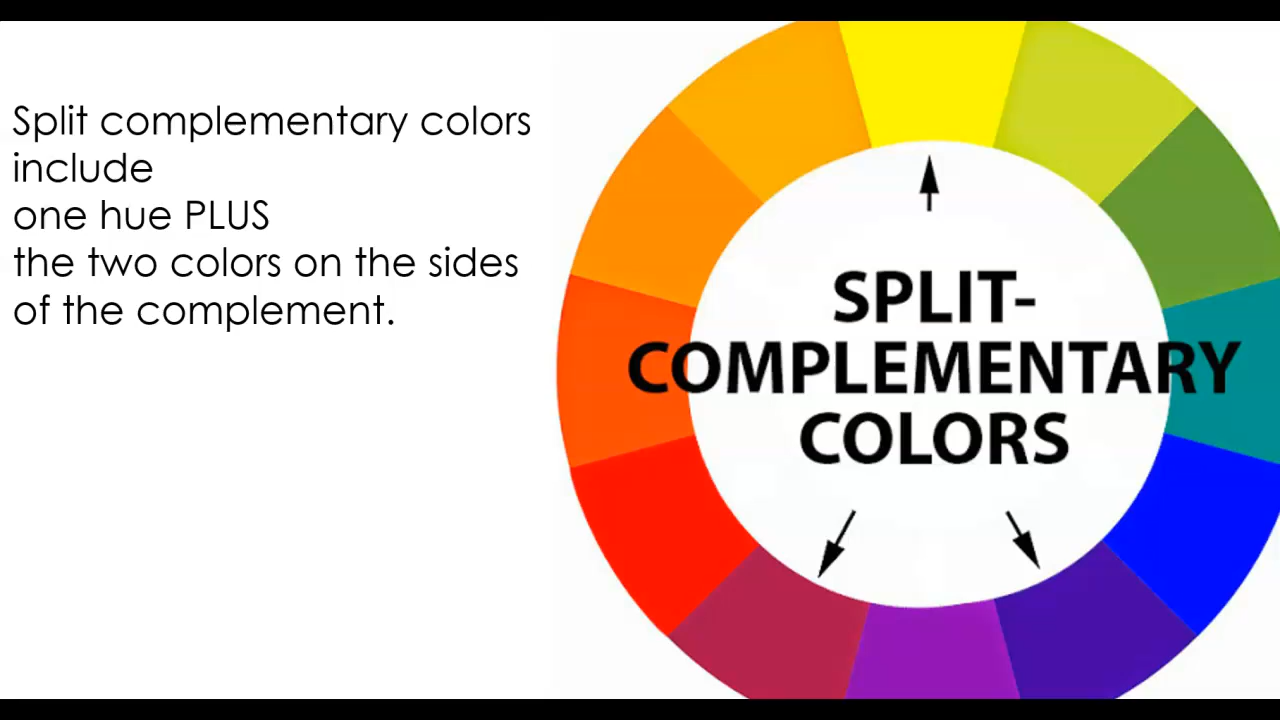 Split complementary colors
include
one hue PLUS
the two colors on the sides
of the complement.
SPLIT-
COMPLEMENTARY
COLORS